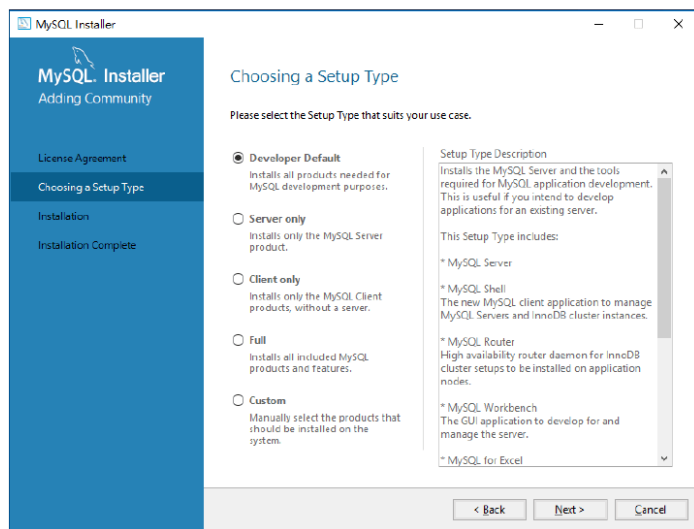 MySQL Installer
MySQL. Installer
Adding Community
License Agreement
Choosing a Setup Type
Installation
Installation Complete
Choosing a Setup Type
Please select the Setup Type that suits your use case.
Developer Default
Installs all products needed for
MySQL development purposes.
Server only
Installs only the MySQL Server
product.
Client only
Installs only the MySQL Client
products, without a server.
Full
Installs all included MySQL
products and features.
Custom
Manually select the products that
should be installed on the
system.
Setup Type Description
Installs the MySQL Server and the tools
required for MySQL application development.
This is useful if you intend to develop
applications for an existing server.
This Setup Type includes:
* MySQL Server
* MySQL Shell
The new MySQL client application to manage
MySQL Servers and InnoDB cluster instances.
* MySQL Router
High availability router daemon for InnoDB
cluster setups to be installed on application
nodes.
* MySQL Workbench
The GUI application to develop for and
manage the server.
* MySQL for Excel
< Back
Next >
Cancel